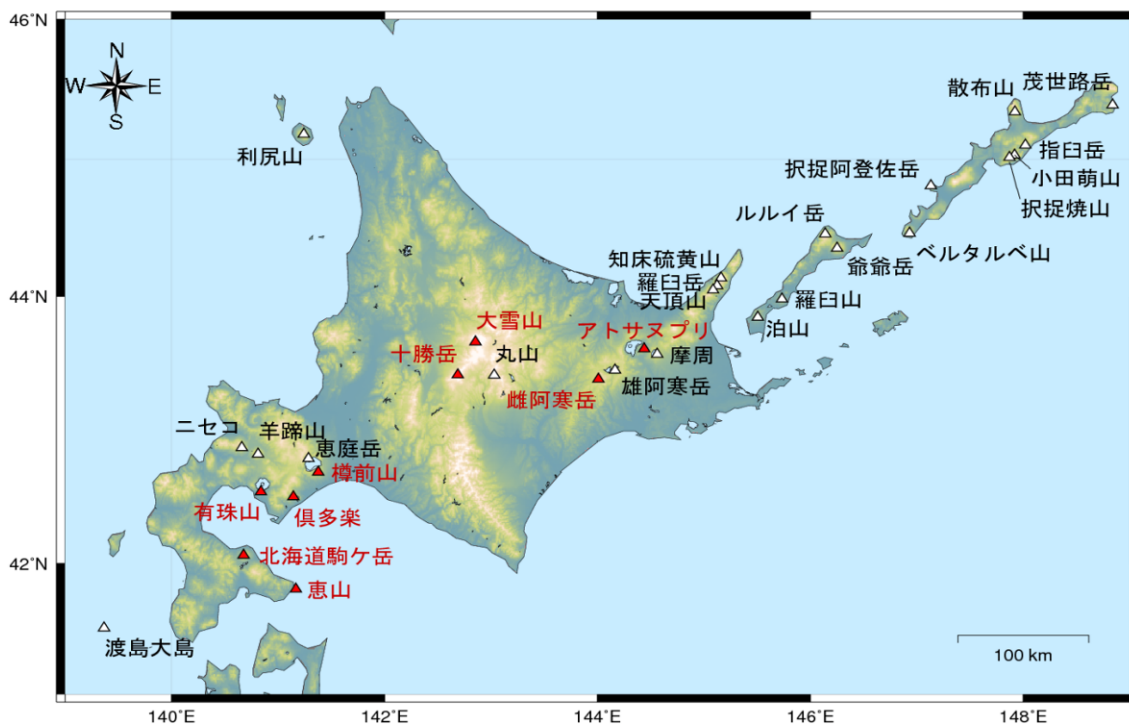 46°N
N
W
E
S
散布山
茂世路岳
利尻山
指臼岳
択捉阿登佐岳
小田萌山
択捉焼山
ルルイ岳
知床硫黄山
ベルタルベ山
羅臼岳
爺爺岳
天頂山
44°N
羅臼山
大雪山
アトサヌプリ
泊山
十勝岳
丸山
摩周
雌阿寒岳
雄阿寒岳
ニセコ
羊蹄山
恵庭岳
樽前山
有珠山
倶多楽
北海道駒ケ岳
42°N
恵山
渡島大島
100 km
140°E
142°E
144°E
146°E
148°E